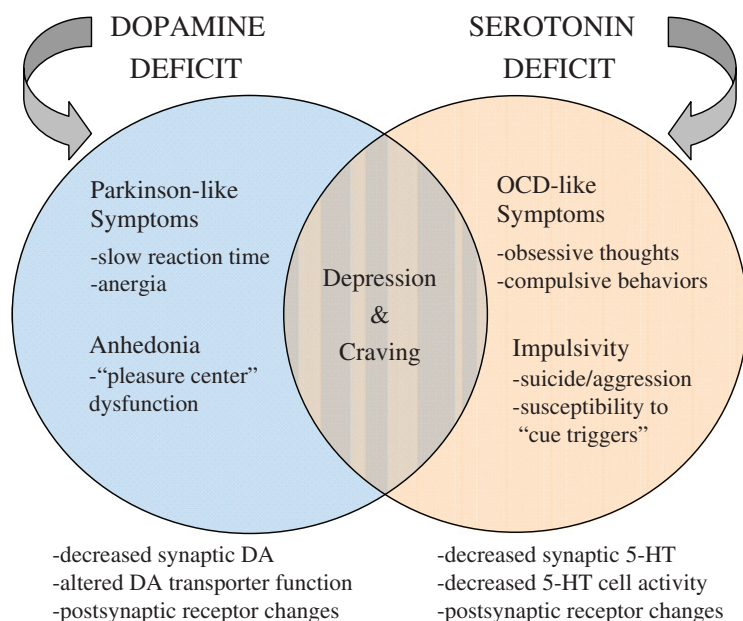 DOPAMINE
DEFICIT
SEROTONIN
DEFICIT
Parkinson-like
Symptoms
-slow reaction time
-anergia
Anhedonia
-“pleasure center”
dysfunction
Depression
&
Craving
OCD-like
Symptoms
-obsessive thoughts
-compulsive behaviors
Impulsivity
-suicide/aggression
-susceptibility to
“cue triggers”
-decreased synaptic DA
-altered DA transporter function
-postsynaptic receptor changes
-decreased synaptic 5-HT
-decreased 5-HT cell activity
-postsynaptic receptor changes